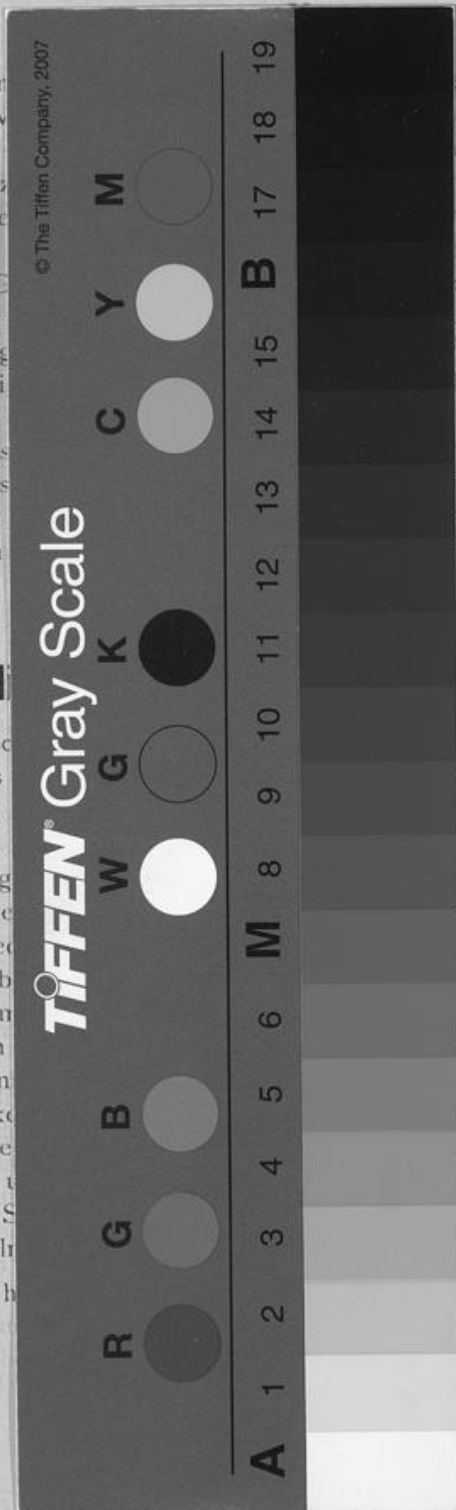 TIFFEN® Gray Scale
© The Tiffen Company, 2007
R G B W G K C Y M
A 1 2 3 4 5 6 M 8 9 10 11 12 13 14 15 B 17 18 19